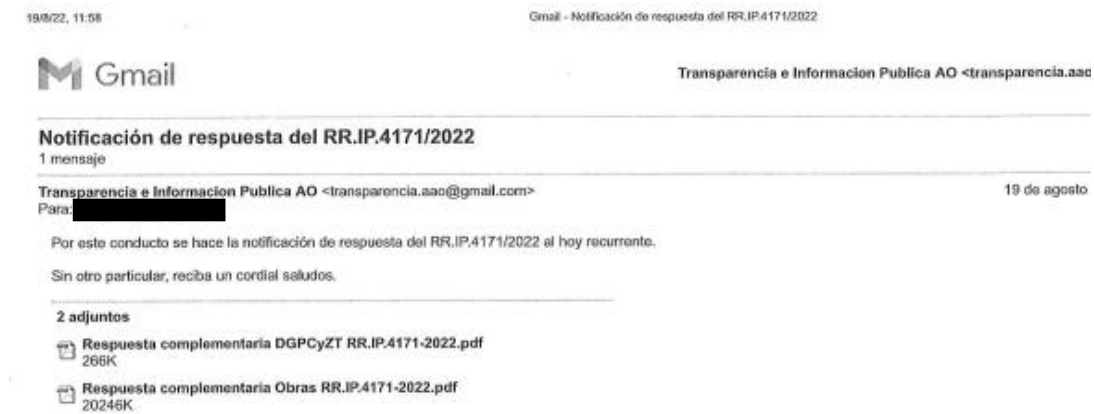 19/8/22, 11:58 Gmail - Notificación de respuesta del RR.IP.4171/2022
Gmail Transparencia e Informacion Publica AO <transparencia.aao
Notificación de respuesta del RR.IP.4171/2022
1 mensaje
Transparencia e Informacion Publica AO <transparencia.aao@gmail.com> 19 de agosto
Para:
Por este conducto se hace la notificación de respuesta del RR.IP.4171/2022 al hoy recurrente.
Sin otro particular, reciba un cordial saludos.
2 adjuntos
Respuesta complementaria DGPCyZT RR.IP.4171-2022.pdf
266K
Respuesta complementaria Obras RR.IP.4171-2022.pdf
20246K